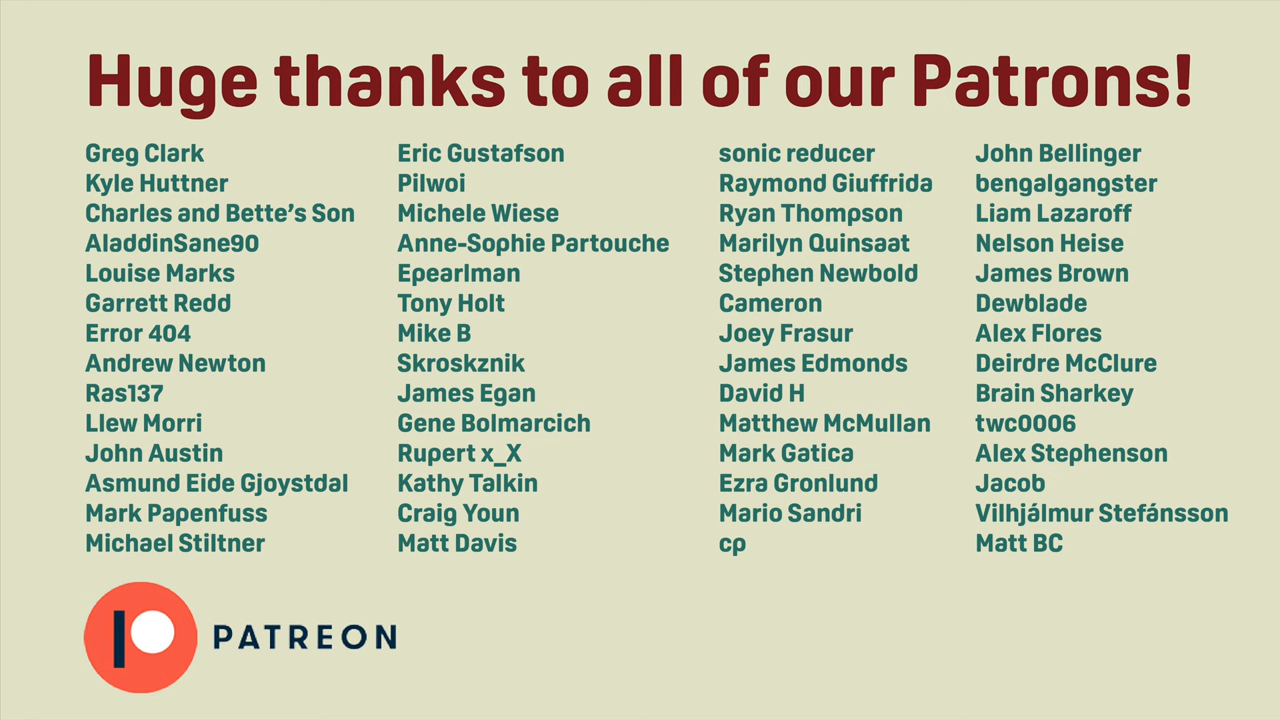 Huge thanks to all of our Patrons!
Greg Clark
Kyle Huttner
Charles and Bette's Son
AladdinSane90
Louise Marks
Garrett Redd
Error 404
Andrew Newton
Ras137
Llew Morri
John Austin
Asmund Eide Gjoystdal
Mark Papenfuss
Michael Stiltner
Eric Gustafson
Pilwoi
Michele Wiese
Anne-Sophie Partouche
Epearlman
Tony Holt
Mike B
Skroskznik
James Egan
Gene Bolmarcich
Rupert x_X
Kathy Talkin
Craig Youn
Matt Davis
sonic reducer
Raymond Giuffrida
Ryan Thompson
Marilyn Quinsaat
Stephen Newbold
Cameron
Joey Frasur
James Edmonds
David H
Matthew McMullan
Mark Gatica
Ezra Gronlund
Mario Sandri
cp
John Bellinger
bengalgangster
Liam Lazaroff
Nelson Heise
James Brown
Dewblade
Alex Flores
Deirdre McClure
Brain Sharkey
twc0006
Alex Stephenson
Jacob
Vilhjálmur Stefánsson
Matt BC
PATREON